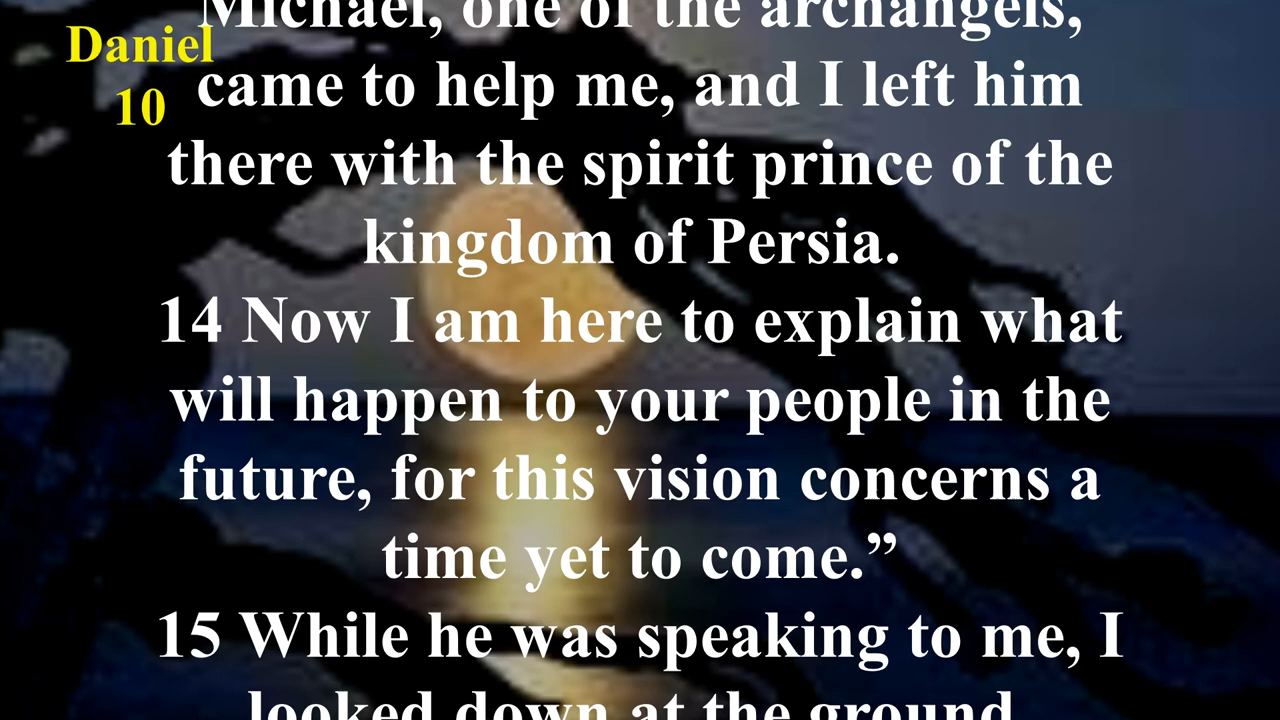 Daniel
10
Michael, one of the archangels,
came to help me, and I left him
there with the spirit prince of the
kingdom of Persia.
14 Now I am here to explain what
will happen to your people in the
future, for this vision concerns a
time yet to come.”
15 While he was speaking to me, I
looked down at the ground